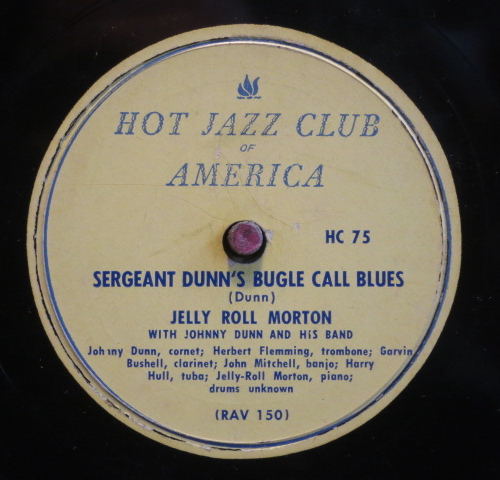 HOT JAZZ CLUB
OF
AMERICA
HC 75
SERGEANT DUNN'S BUGLE CALL BLUES
(Dunn)
JELLY ROLL MORTON
WITH JOHNNY DUNN AND HiS BAND
Johnny Dunn, cornet; Herbert Flemming, trombone; Garvin
Bushell, clarinet; John Mitchell, banjo; Harry
Hull, tuba; Jelly-Roll Morton, piano;
drums unknown
(RAV 150)